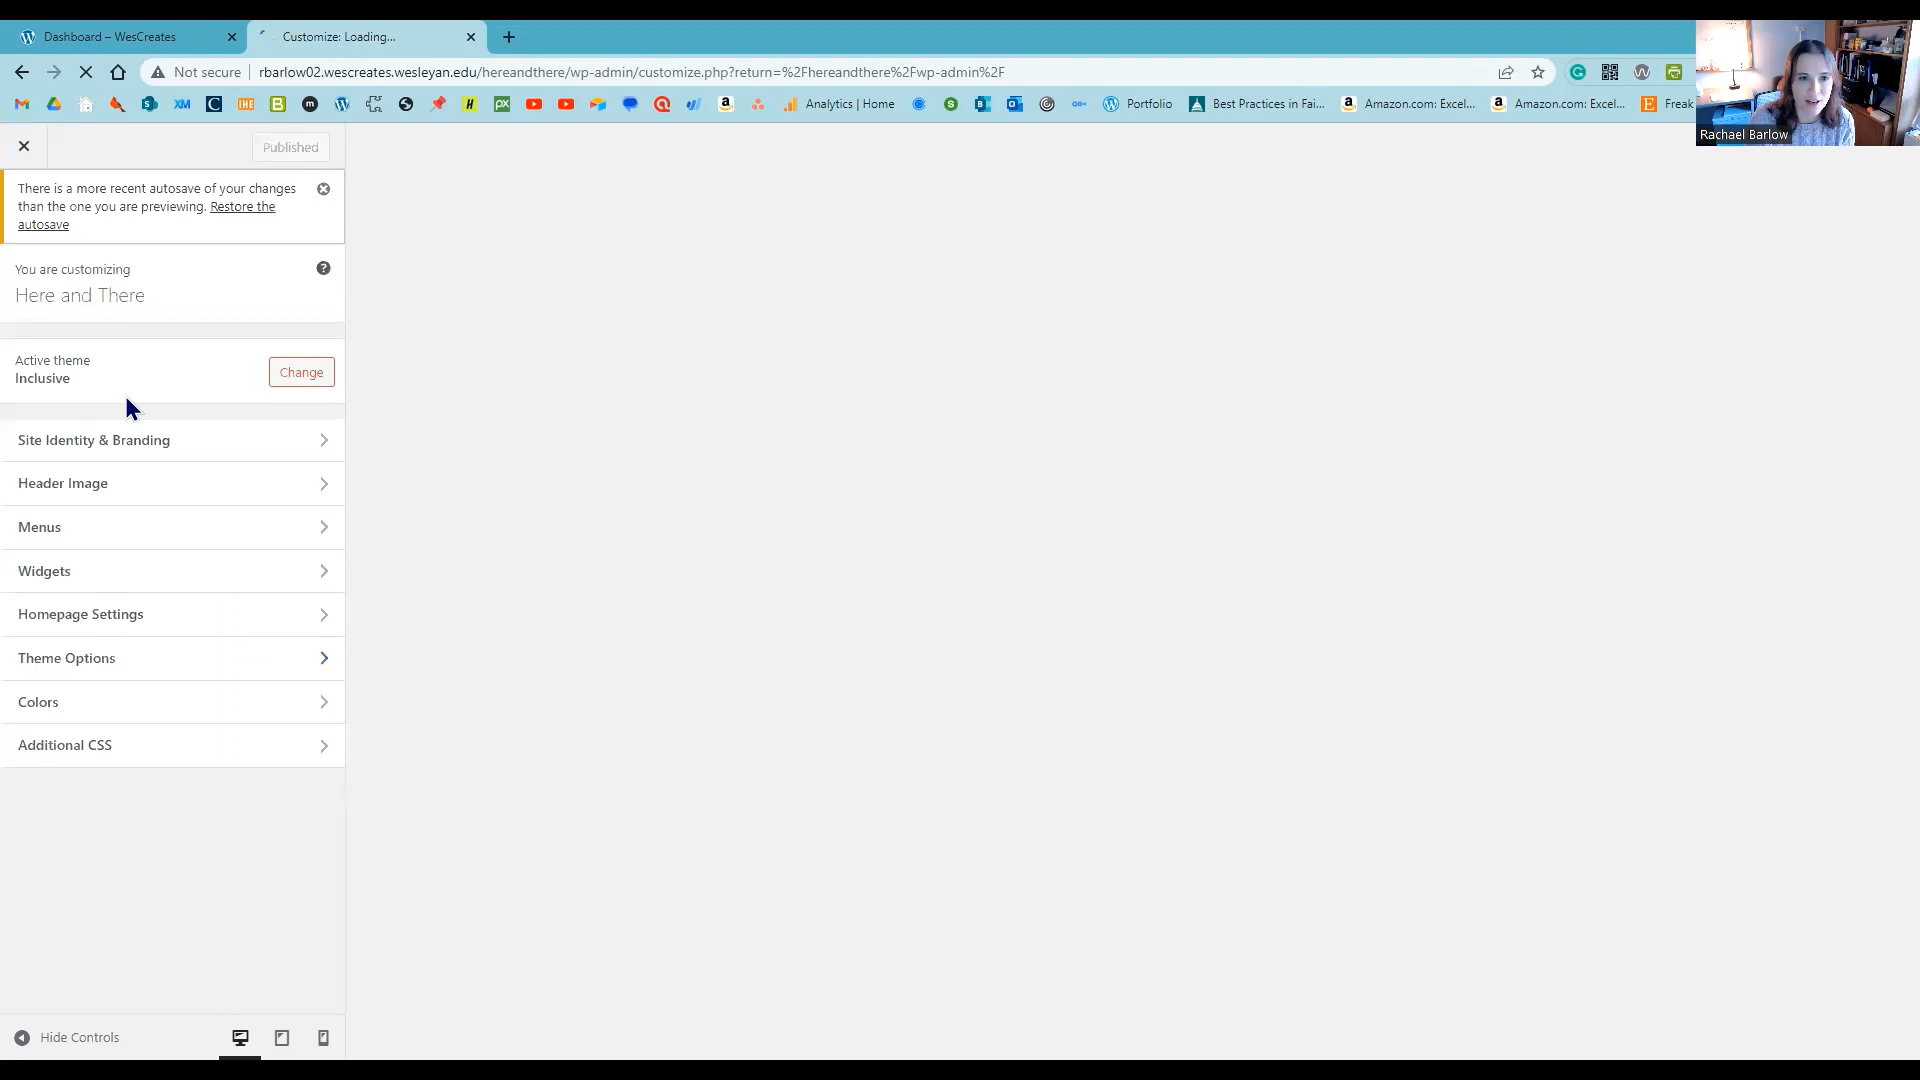 Dashboard – WesCreates
Customize: Loading...
Not secure
rbarlow02.wescreates.wesleyan.edu/hereandthere/wp-admin/customize.php?return=%2Fhereandthere%2Fwp-admin%2F
XM
IHE
Analytics | Home
Portfolio
Best Practices in Fai...
Amazon.com: Excel...
Amazon.com: Excel...
Freak
Rachael Barlow
Published
There is a more recent autosave of your changes
than the one you are previewing. Restore the
autosave
You are customizing
Here and There
Active theme
Inclusive
Change
Site Identity & Branding
Header Image
Menus
Widgets
Homepage Settings
Theme Options
Colors
Additional CSS
Hide Controls